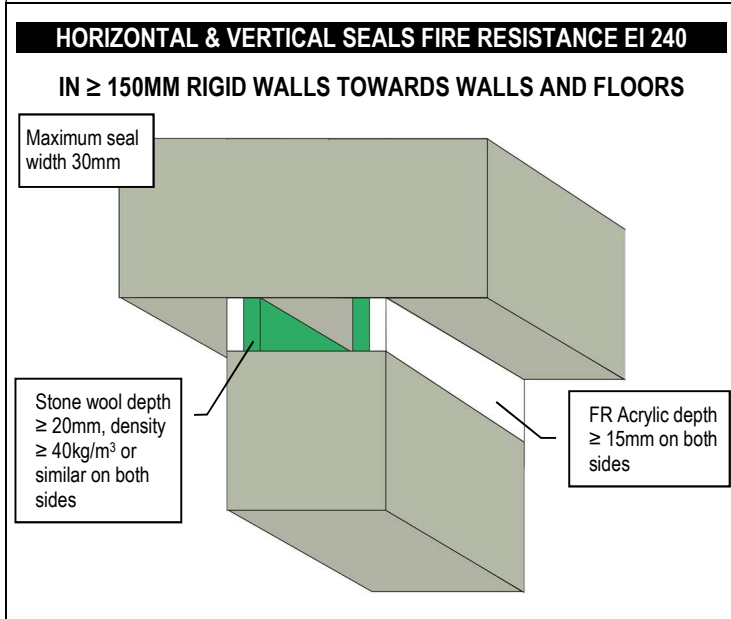 HORIZONTAL & VERTICAL SEALS FIRE RESISTANCE EI 240
IN ≥ 150MM RIGID WALLS TOWARDS WALLS AND FLOORS
Maximum seal
width 30mm
Stone wool depth
≥ 20mm, density
≥ 40kg/m³ or
similar on both
sides
FR Acrylic depth
≥ 15mm on both
sides